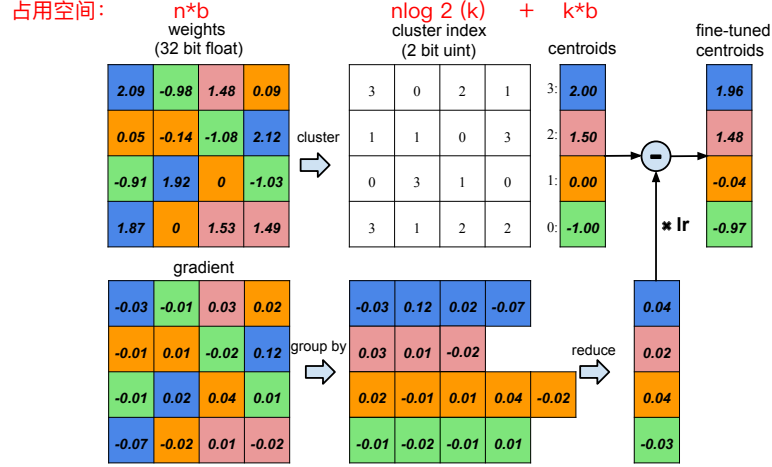 占用空间： n*b nlog 2 (k) + k*b
weights cluster index centroids fine-tuned
(32 bit float) (2 bit uint) centroids
2.09 -0.98 1.48 0.09 3 0 2 1 3: 2.00 1.96
0.05 -0.14 -1.08 2.12 cluster 1 1 0 3 2: 1.50 1.48
-0.91 1.92 0 -1.03 0 3 1 0 1: 0.00 -0.04
1.87 0 1.53 1.49 3 1 2 2 0: -1.00 -0.97
× lr
gradient
-0.03 -0.01 0.03 0.02 -0.03 0.12 0.02 -0.07 0.04
-0.01 0.01 -0.02 0.12 group by 0.03 0.01 -0.02 reduce 0.02
-0.01 0.02 0.04 0.01 0.02 -0.01 0.01 0.04 -0.02 0.04
-0.07 -0.02 0.01 -0.02 -0.01 -0.02 -0.01 0.01 -0.03